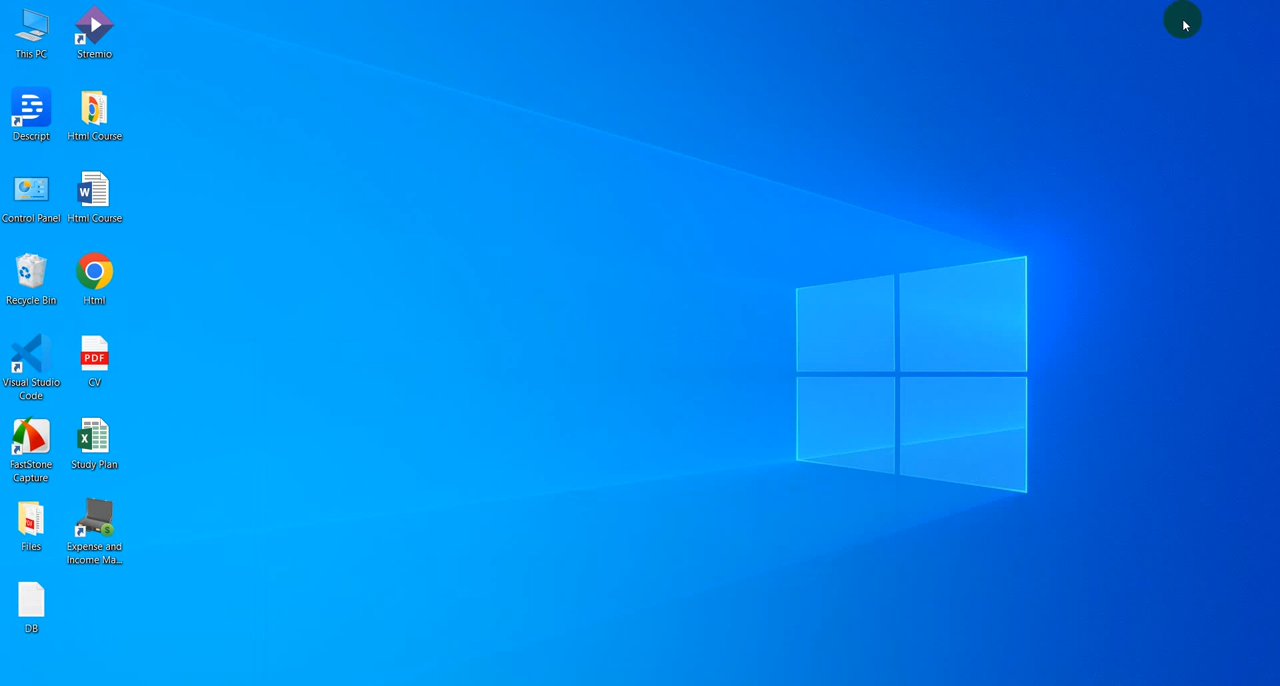 This PC
Stremio
Descript
Html Course
Control Panel
W
Html Course
Recycle Bin
Html
Visual Studio
Code
PDF
CV
FastStone
Capture
X
Study Plan
Files
Expense and
Income Ma...
DB